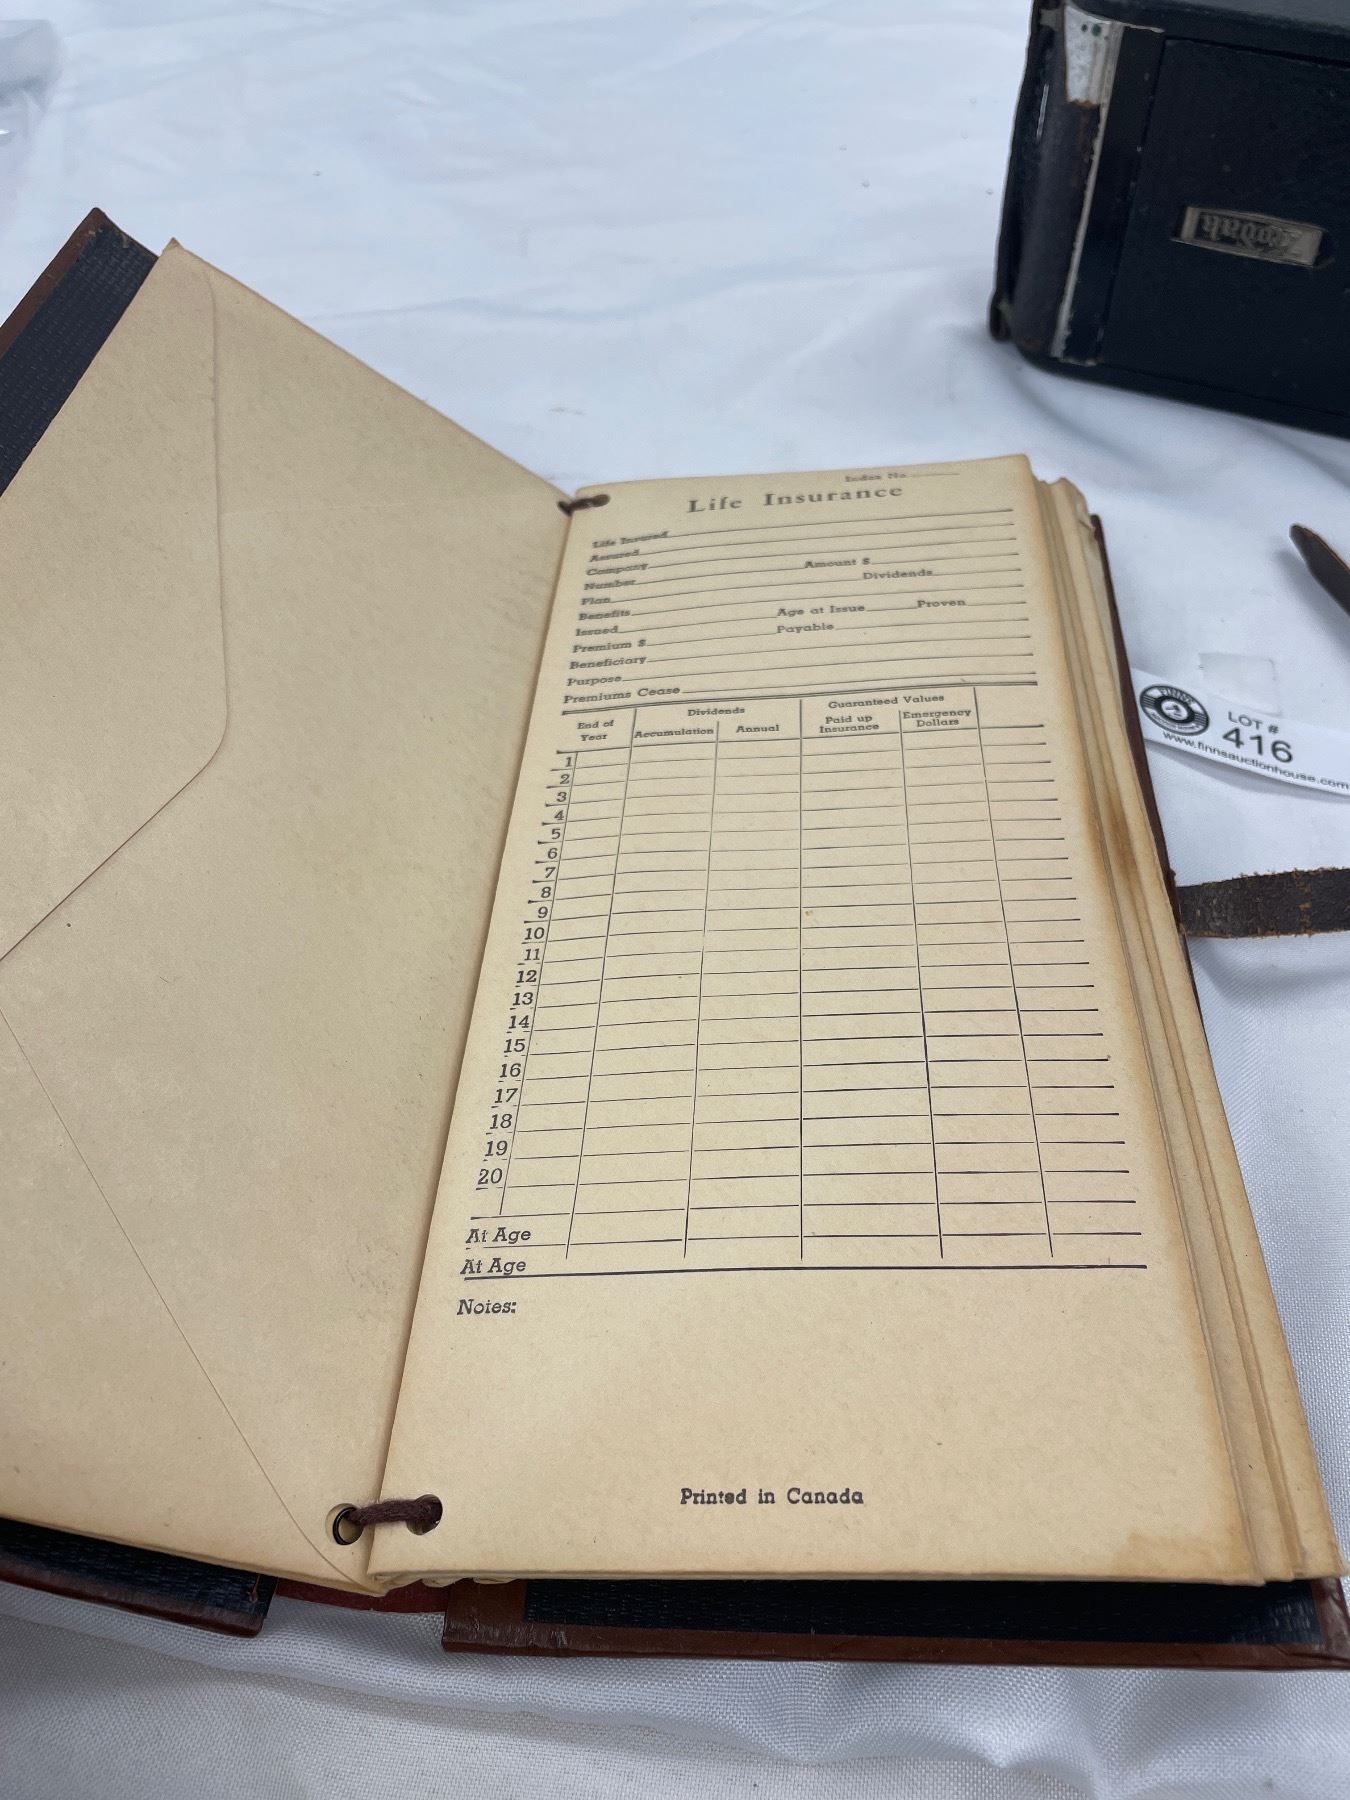 Index No.
Life Insurance
Life Insured
Assured
Company
Number Amount $
Plan Dividends
Benefits
Issued Age at Issue Proven
Premium $ Payable
Beneficiary
Purpose
Premiums Cease
End of Year Dividends Guaranteed Values
Accumulation Annual Paid up Insurance Emergency Dollars
1
2
3
4
5
6
7
8
9
10
11
12
13
14
15
16
17
18
19
20
At Age
At Age
Notes:
Printed in Canada
Kodak
LOT #
416
www.finnsauctionhouse.com